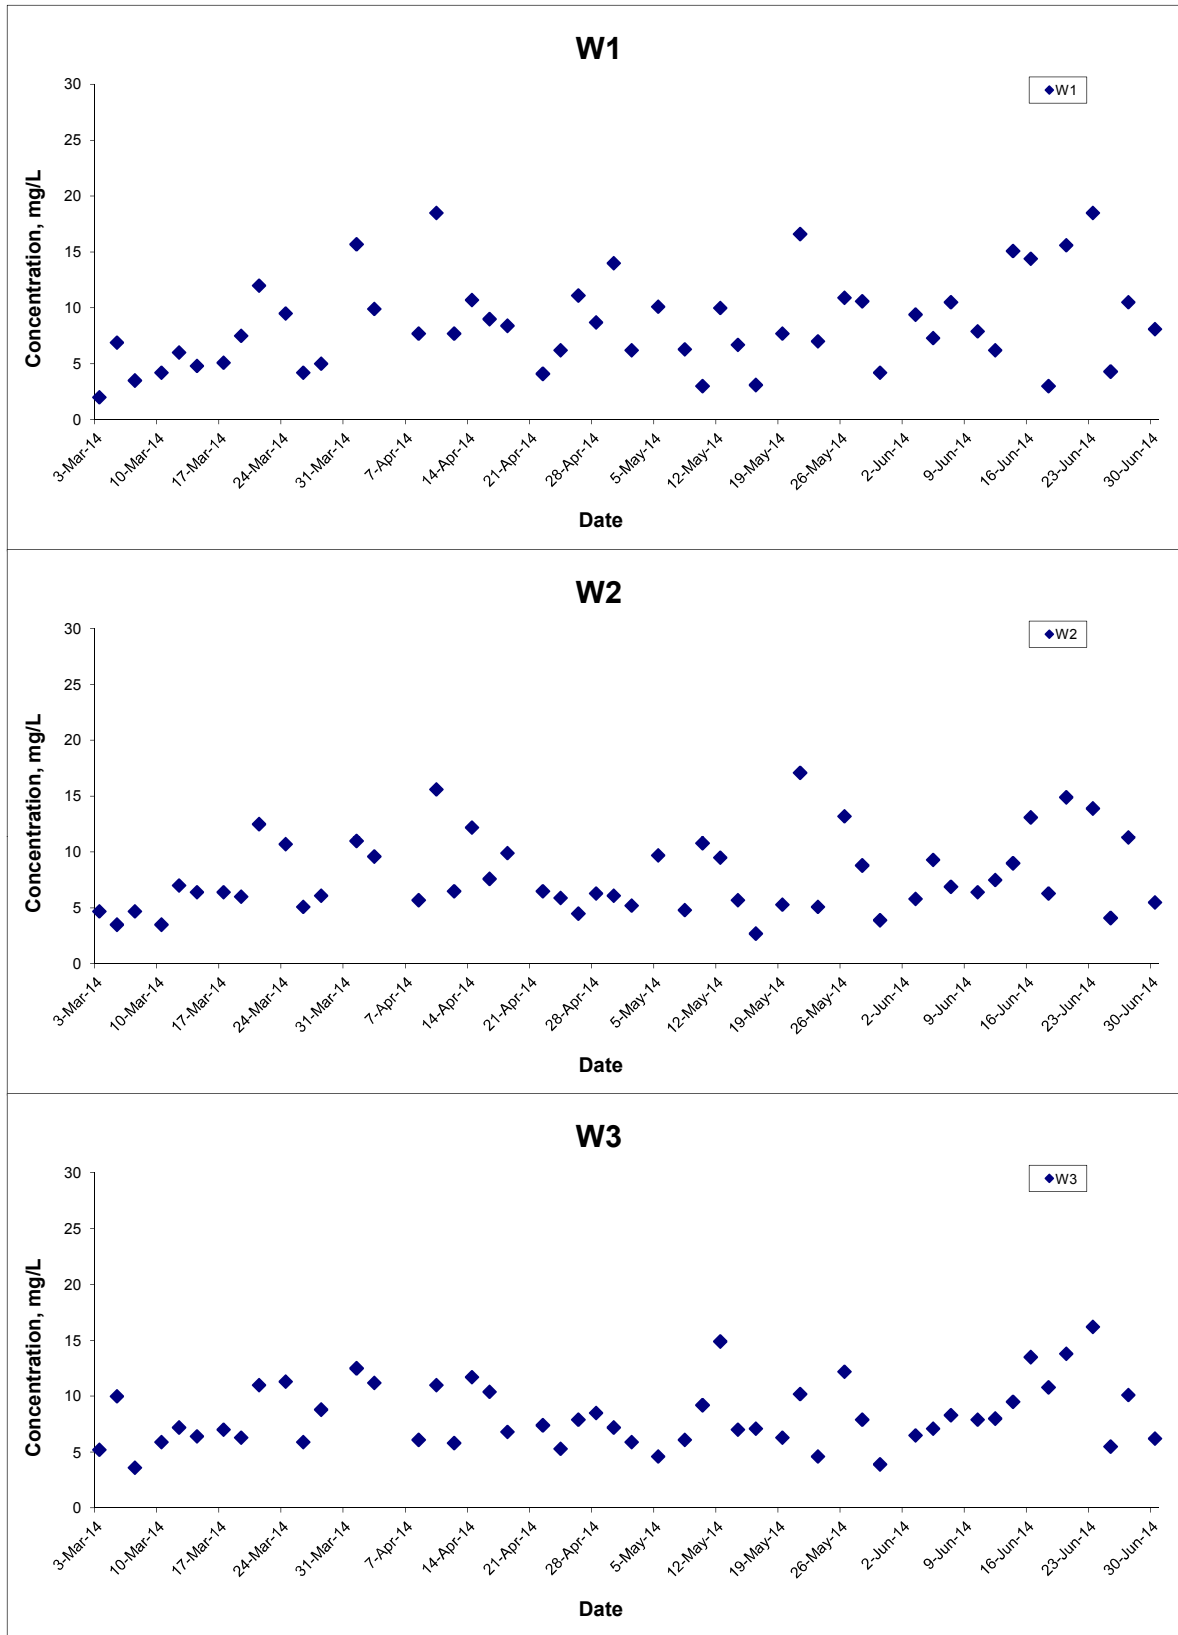 W1
W1
30
25
20
15
10
5
0
Concentration, mg/L
3-Mar-14
10-Mar-14
17-Mar-14
24-Mar-14
31-Mar-14
7-Apr-14
14-Apr-14
21-Apr-14
28-Apr-14
5-May-14
12-May-14
19-May-14
26-May-14
2-Jun-14
9-Jun-14
16-Jun-14
23-Jun-14
30-Jun-14
Date
W2
W2
30
25
20
15
10
5
0
Concentration, mg/L
3-Mar-14
10-Mar-14
17-Mar-14
24-Mar-14
31-Mar-14
7-Apr-14
14-Apr-14
21-Apr-14
28-Apr-14
5-May-14
12-May-14
19-May-14
26-May-14
2-Jun-14
9-Jun-14
16-Jun-14
23-Jun-14
30-Jun-14
Date
W3
W3
30
25
20
15
10
5
0
Concentration, mg/L
3-Mar-14
10-Mar-14
17-Mar-14
24-Mar-14
31-Mar-14
7-Apr-14
14-Apr-14
21-Apr-14
28-Apr-14
5-May-14
12-May-14
19-May-14
26-May-14
2-Jun-14
9-Jun-14
16-Jun-14
23-Jun-14
30-Jun-14
Date